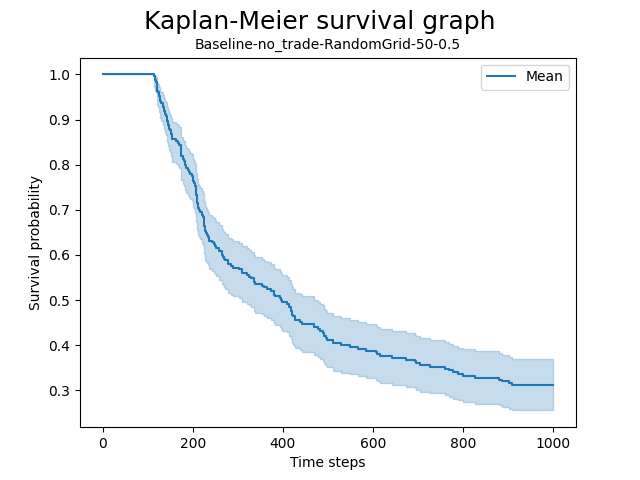 Kaplan-Meier survival graph
Baseline-no_trade-RandomGrid-50-0.5
Mean
Survival probability
1.0
0.9
0.8
0.7
0.6
0.5
0.4
0.3
0 200 400 600 800 1000
Time steps